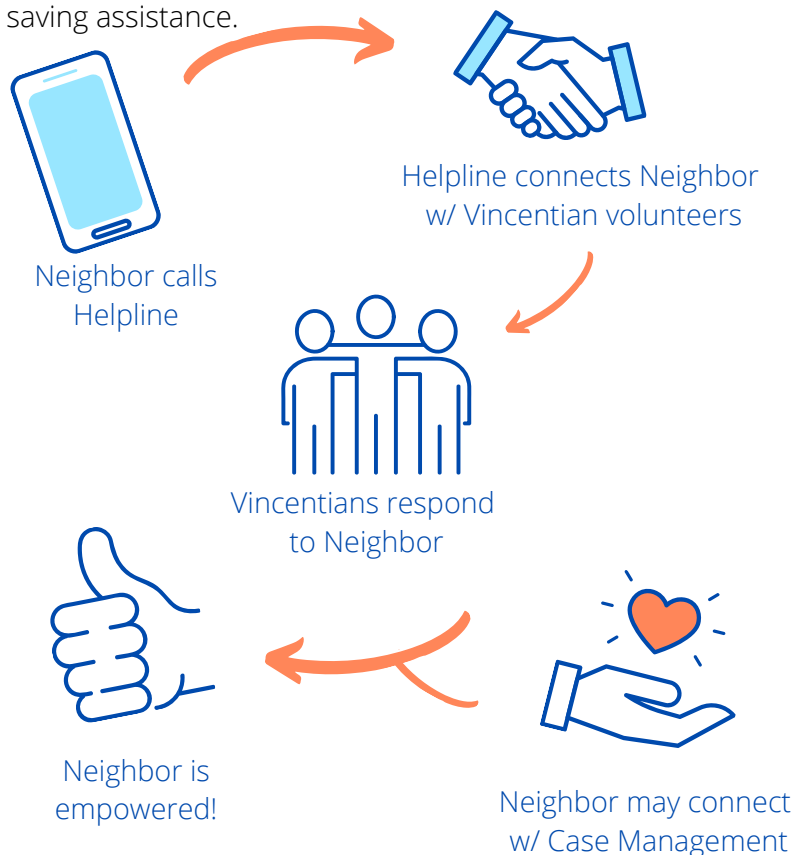 saving assistance.
Neighbor calls
Helpline
Helpline connects Neighbor
w/ Vincentian volunteers
Vincentians respond
to Neighbor
Neighbor is
empowered!
Neighbor may connect
w/ Case Management